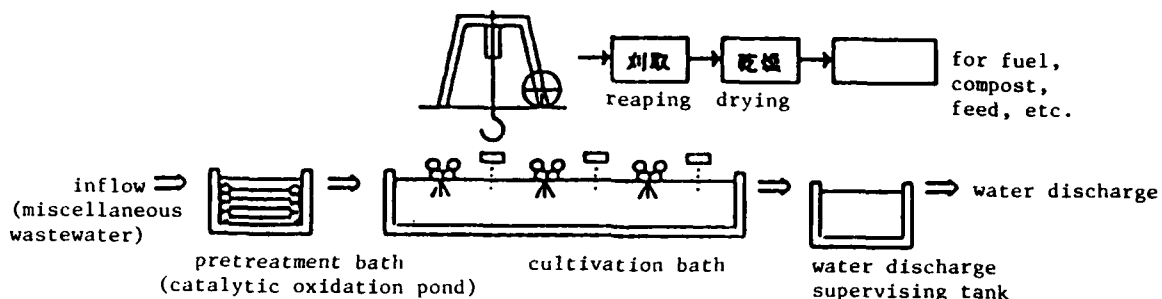 刈取
乾燥
reaping
drying
for fuel,
compost,
feed, etc.
inflow
(miscellaneous
wastewater)
pretreatment bath
(catalytic oxidation pond)
cultivation bath
water discharge
supervising tank
water discharge